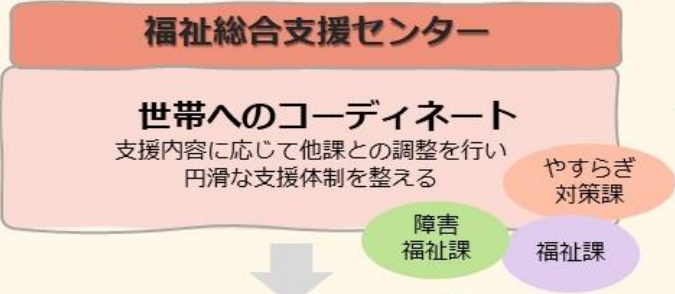 福祉総合支援センター
世帯へのコーディネート
支援内容に応じて他課との調整を行い
円滑な支援体制を整える
やすらぎ
対策課
障害
福祉課
福祉課